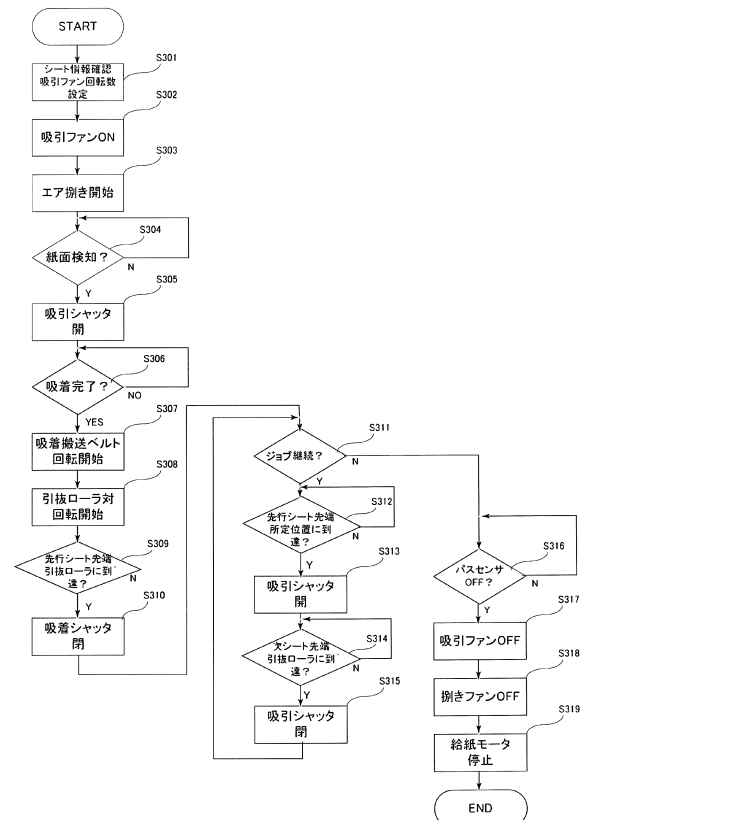 START
S301
シート情報確認
吸引ファン回転数
設定
S302
吸引ファンON
S303
エア捌き開始
S304
紙面検知？
N
Y
S305
吸引シャッタ
開
S306
吸着完了？
NO
YES
S307
吸着搬送ベルト
回転開始
S308
引抜ローラ対
回転開始
S309
先行シート先端
引抜ローラに到
達？
N
Y
S310
吸着シャッタ
閉
S311
ジョブ継続？
N
Y
S312
先行シート先端
所定位置に到
達？
N
Y
S313
吸引シャッタ
開
S314
次シート先端
引抜ローラに到
達？
N
Y
S315
吸引シャッタ
閉
S316
パスセンサ
OFF？
N
Y
S317
吸引ファンOFF
S318
捌きファンOFF
S319
給紙モータ
停止
END